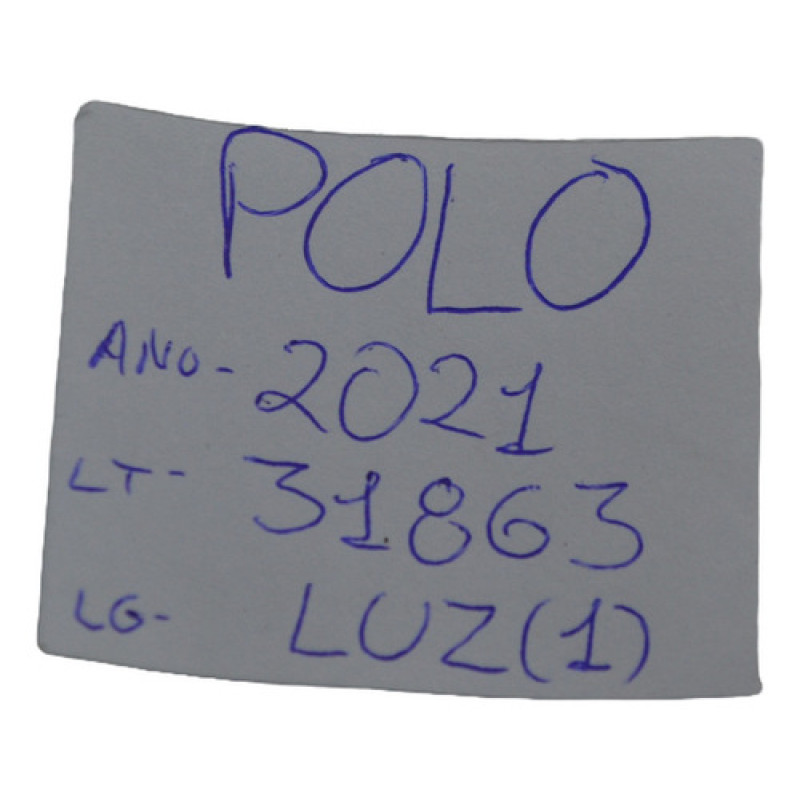 POLO
ANO- 2021
LT- 31863
LG- LUZ(1)